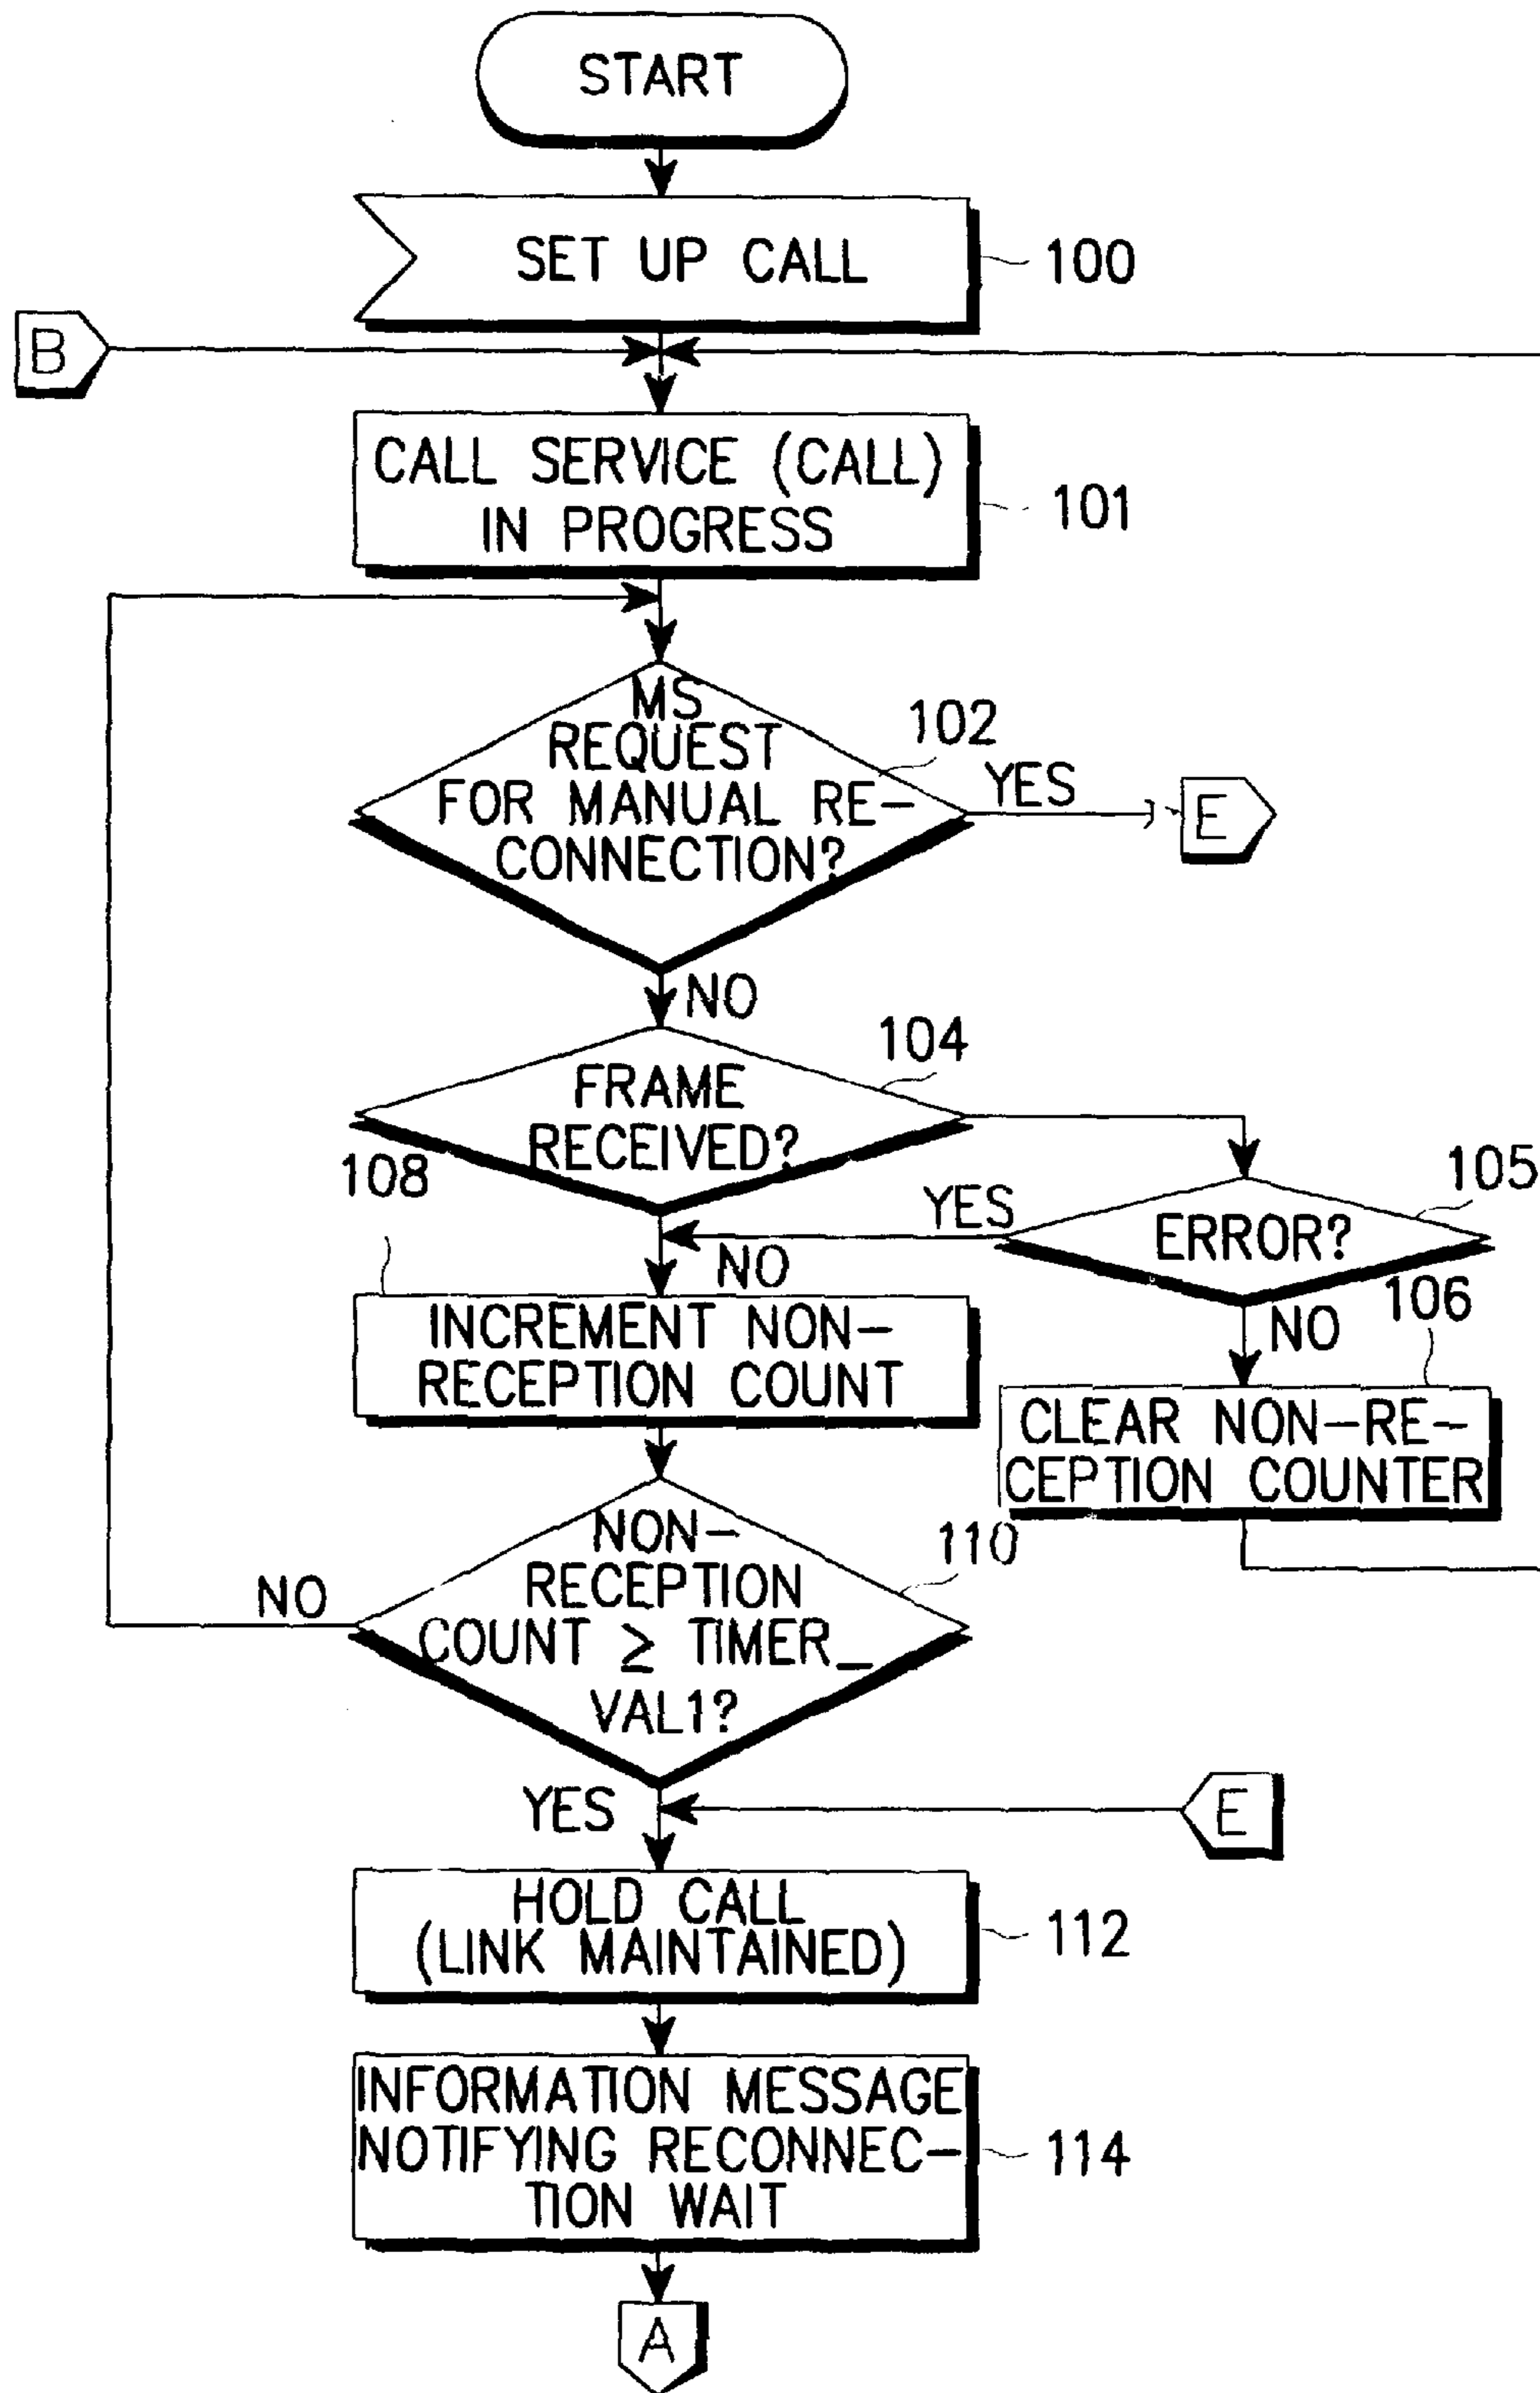 START
SET UP CALL
100
B
CALL SERVICE (CALL)
IN PROGRESS
101
MS
REQUEST
FOR MANUAL RE-
CONNECTION?
102
YES
E
NO
104
FRAME
RECEIVED?
108
105
YES
ERROR?
NO
106
NO
INCREMENT NON-
RECEPTION COUNT
CLEAR NON-RE-
CEPTION COUNTER
NON-
RECEPTION
COUNT ≥ TIMER_
VAL1?
110
NO
YES
E
HOLD CALL
(LINK MAINTAINED)
112
INFORMATION MESSAGE
NOTIFYING RECONNEC-
TION WAIT
114
A